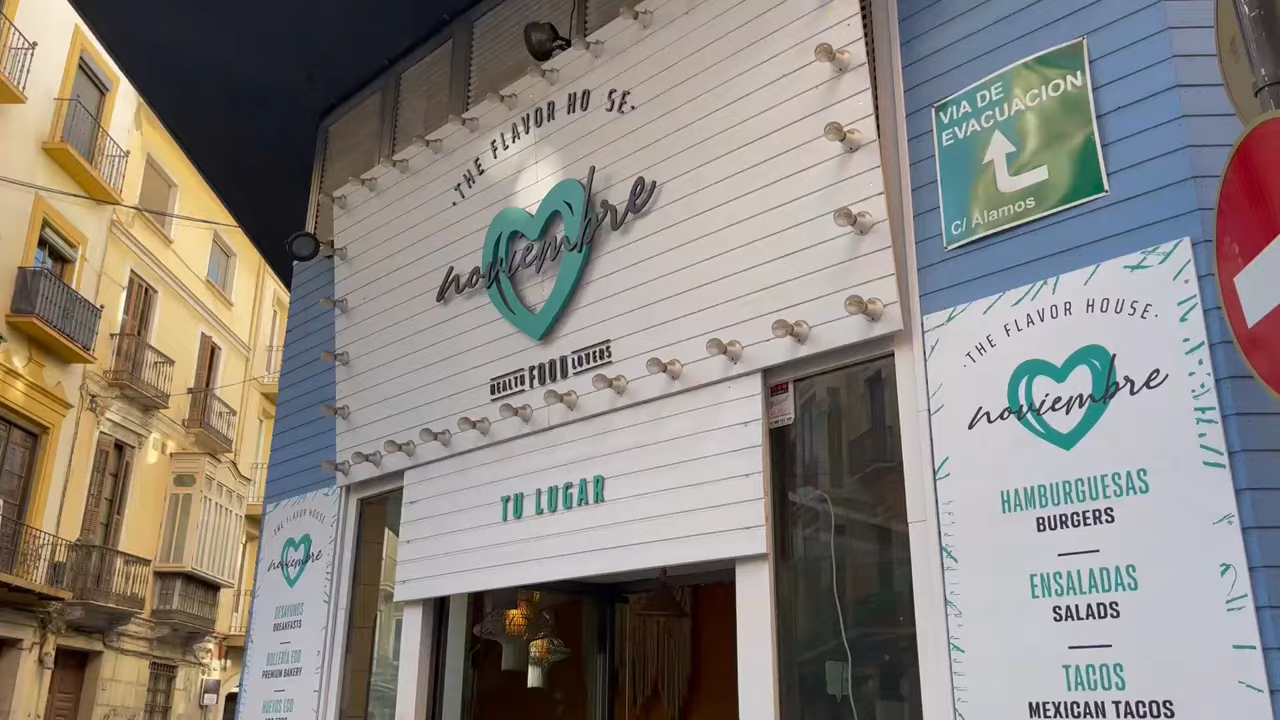 .THE FLAVOR HO SE.
noviembre
HEALTH FOOD LOVERS
TU LUGAR
VIA DE
EVACUACION
C/ Alamos
.THE FLAVOR HOUSE.
noviembre
HAMBURGUESAS
BURGERS
ENSALADAS
SALADS
TACOS
MEXICAN TACOS
.THE FLAVOR HOUSE.
noviembre
DESAYUNOS
BREAKFASTS
BOLLERÍA ECO
PREMIUM BAKERY
HUEVOS ECO